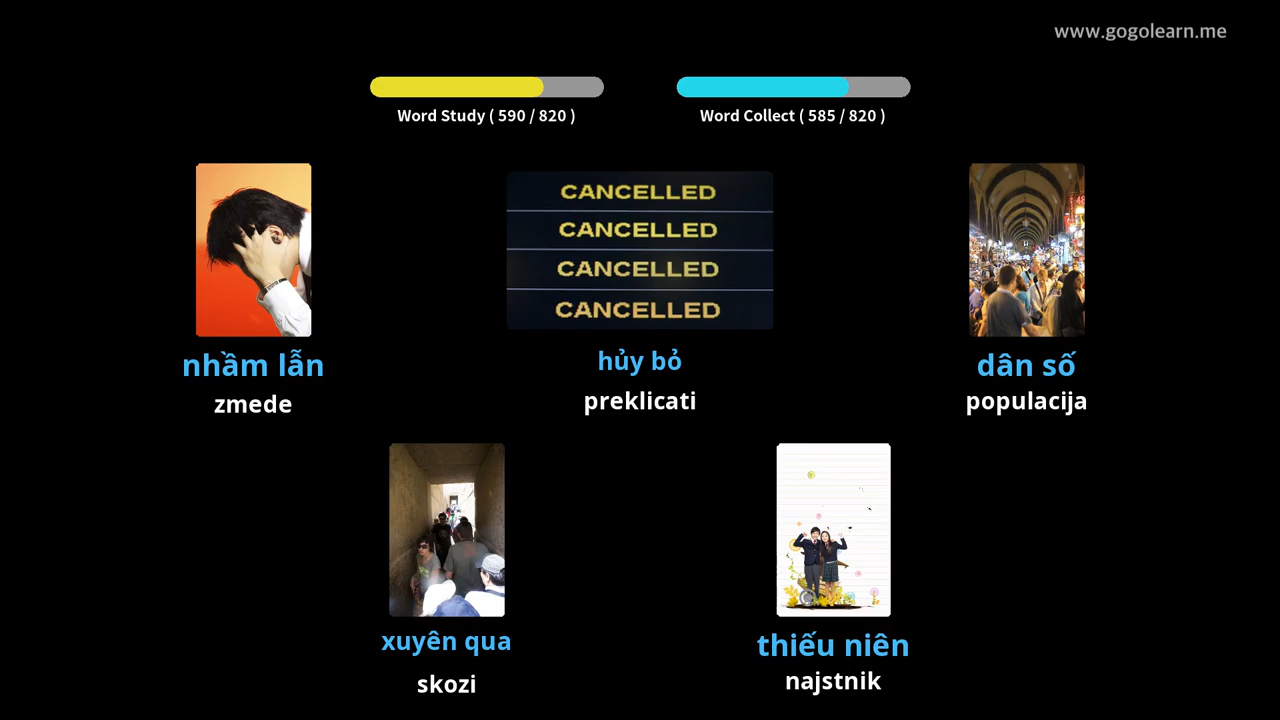 www.gogolearn.me
Word Study ( 590 / 820 )
Word Collect ( 585 / 820 )
CANCELLED
CANCELLED
CANCELLED
CANCELLED
nhầm lẫn
hủy bỏ
dân số
zmede
preklicati
populacija
xuyên qua
thiếu niên
skozi
najstnik